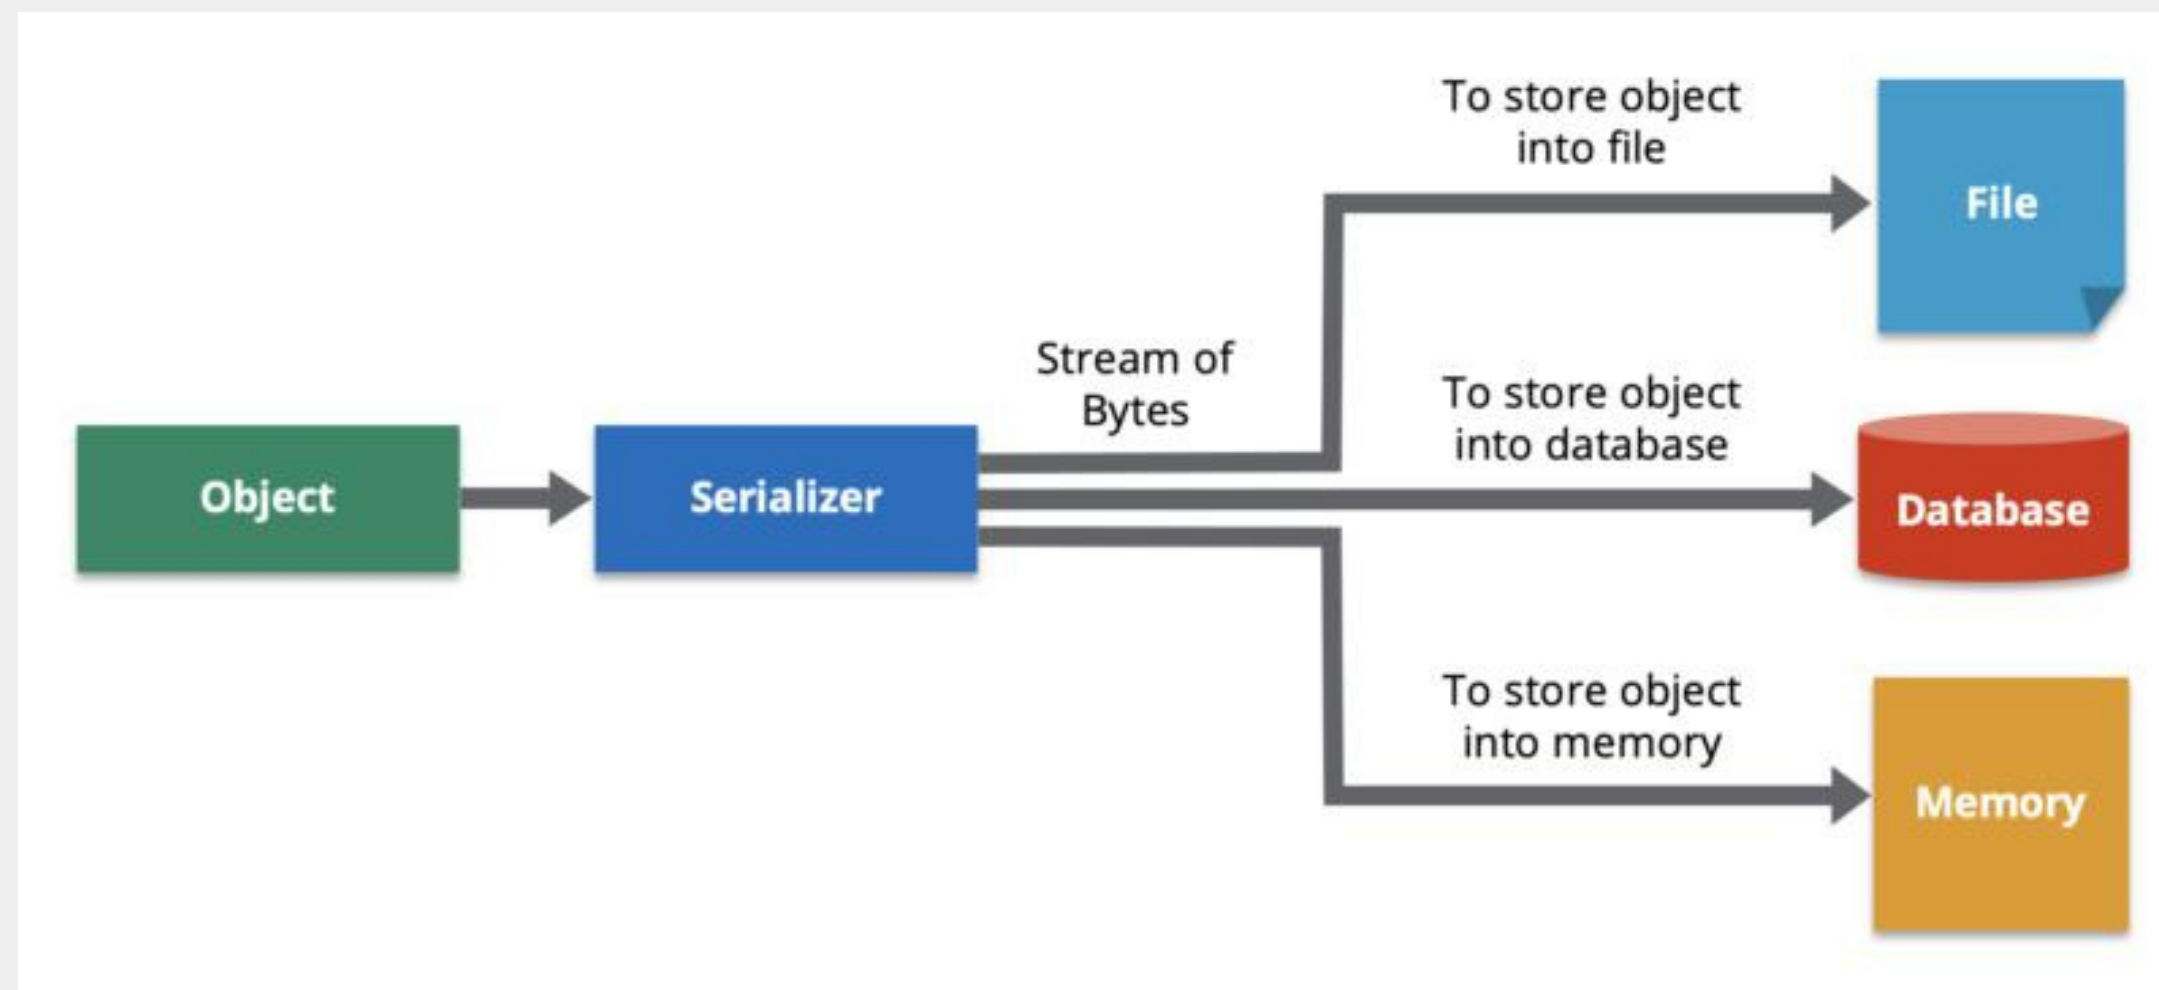 To store object
into file
File
Stream of
Bytes
To store object
into database
Object
Serializer
Database
To store object
into memory
Memory